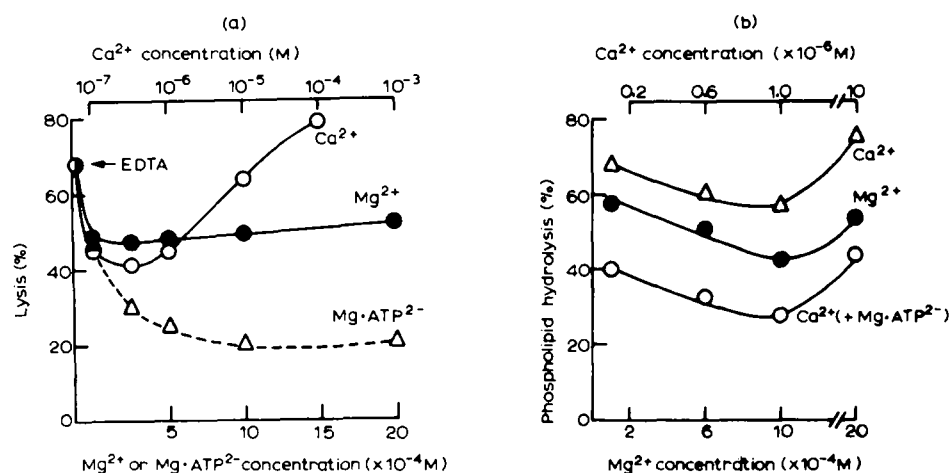 (a)
Ca²⁺ concentration (M)
10⁻⁷ 10⁻⁶ 10⁻⁵ 10⁻⁴ 10⁻³
80
60
40
20
0
Lysis (%)
EDTA
Ca²⁺
Mg²⁺
Mg·ATP²⁻
5 10 15 20
Mg²⁺ or Mg·ATP²⁻ concentration (×10⁻⁴M)
(b)
Ca²⁺ concentration (×10⁻⁶M)
0.2 0.6 1.0 10
80
60
40
20
0
Phospholipid hydrolysis (%)
Ca²⁺
Mg²⁺
Ca²⁺(+Mg·ATP²⁻)
2 6 10 20
Mg²⁺ concentration (×10⁻⁴M)